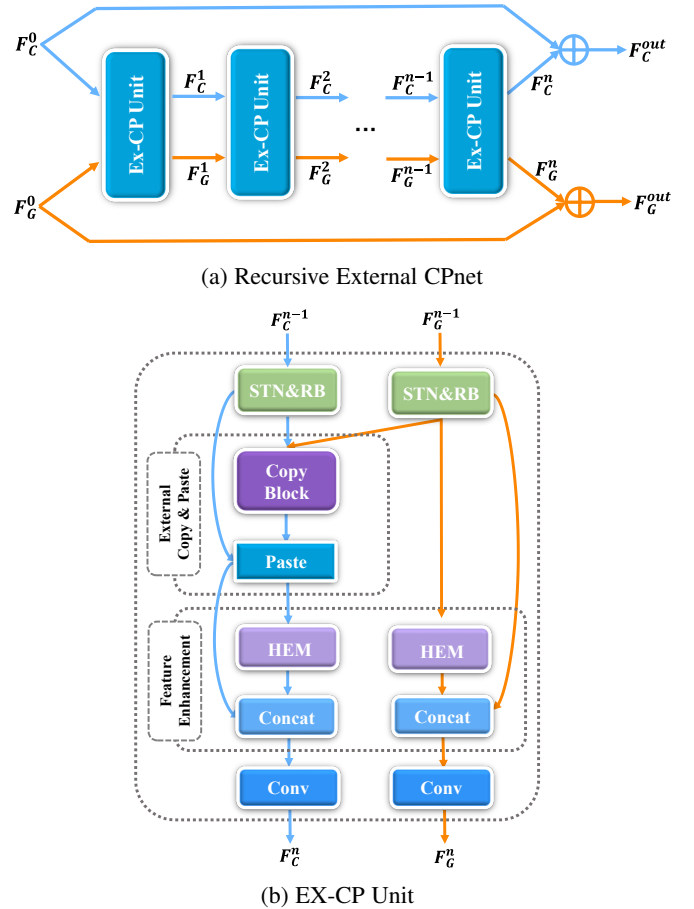 F_C^0 F_C^1 F_C^2 F_C^{n-1} F_C^n F_C^{out}
Ex-CP Unit Ex-CP Unit ... Ex-CP Unit
F_G^0 F_G^1 F_G^2 F_G^{n-1} F_G^n F_G^{out}
(a) Recursive External CPnet
F_C^{n-1} F_G^{n-1}
STN&RB STN&RB
External
Copy & Paste
Copy
Block
Paste
Feature
Enhancement
HEM HEM
Concat Concat
Conv Conv
F_C^n F_G^n
(b) EX-CP Unit